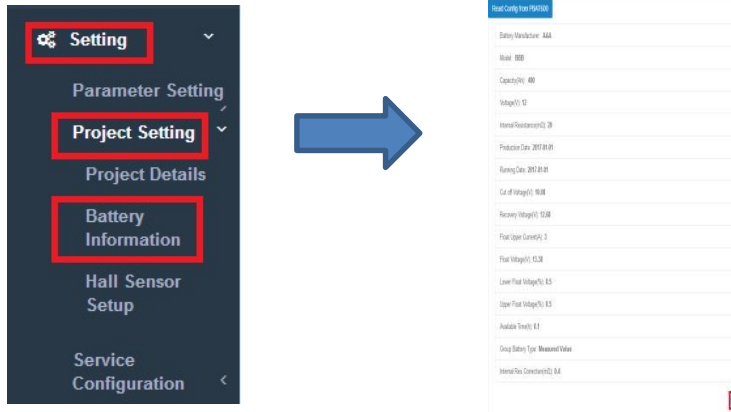 Setting
Parameter Setting
Project Setting
Project Details
Battery
Information
Hall Sensor
Setup
Service
Configuration
Read Config from PBAT600
Battery Manufacturer: AAA
Model: BBB
Capacity(Ah): 400
Voltage(V): 12
Internal Resistance(mΩ): 20
Production Date: 2017-01-01
Running Date: 2017-01-01
Cut off Voltage(V): 10.08
Recovery Voltage(V): 12.60
Float Upper Current(A): 3
Float Voltage(V): 13.38
Lower Float Voltage(%): 0.5
Upper Float Voltage(%): 0.5
Available Time(h): 0.1
Group Battery Type: Measured Value
Internal Res Correction(mΩ): 0.0